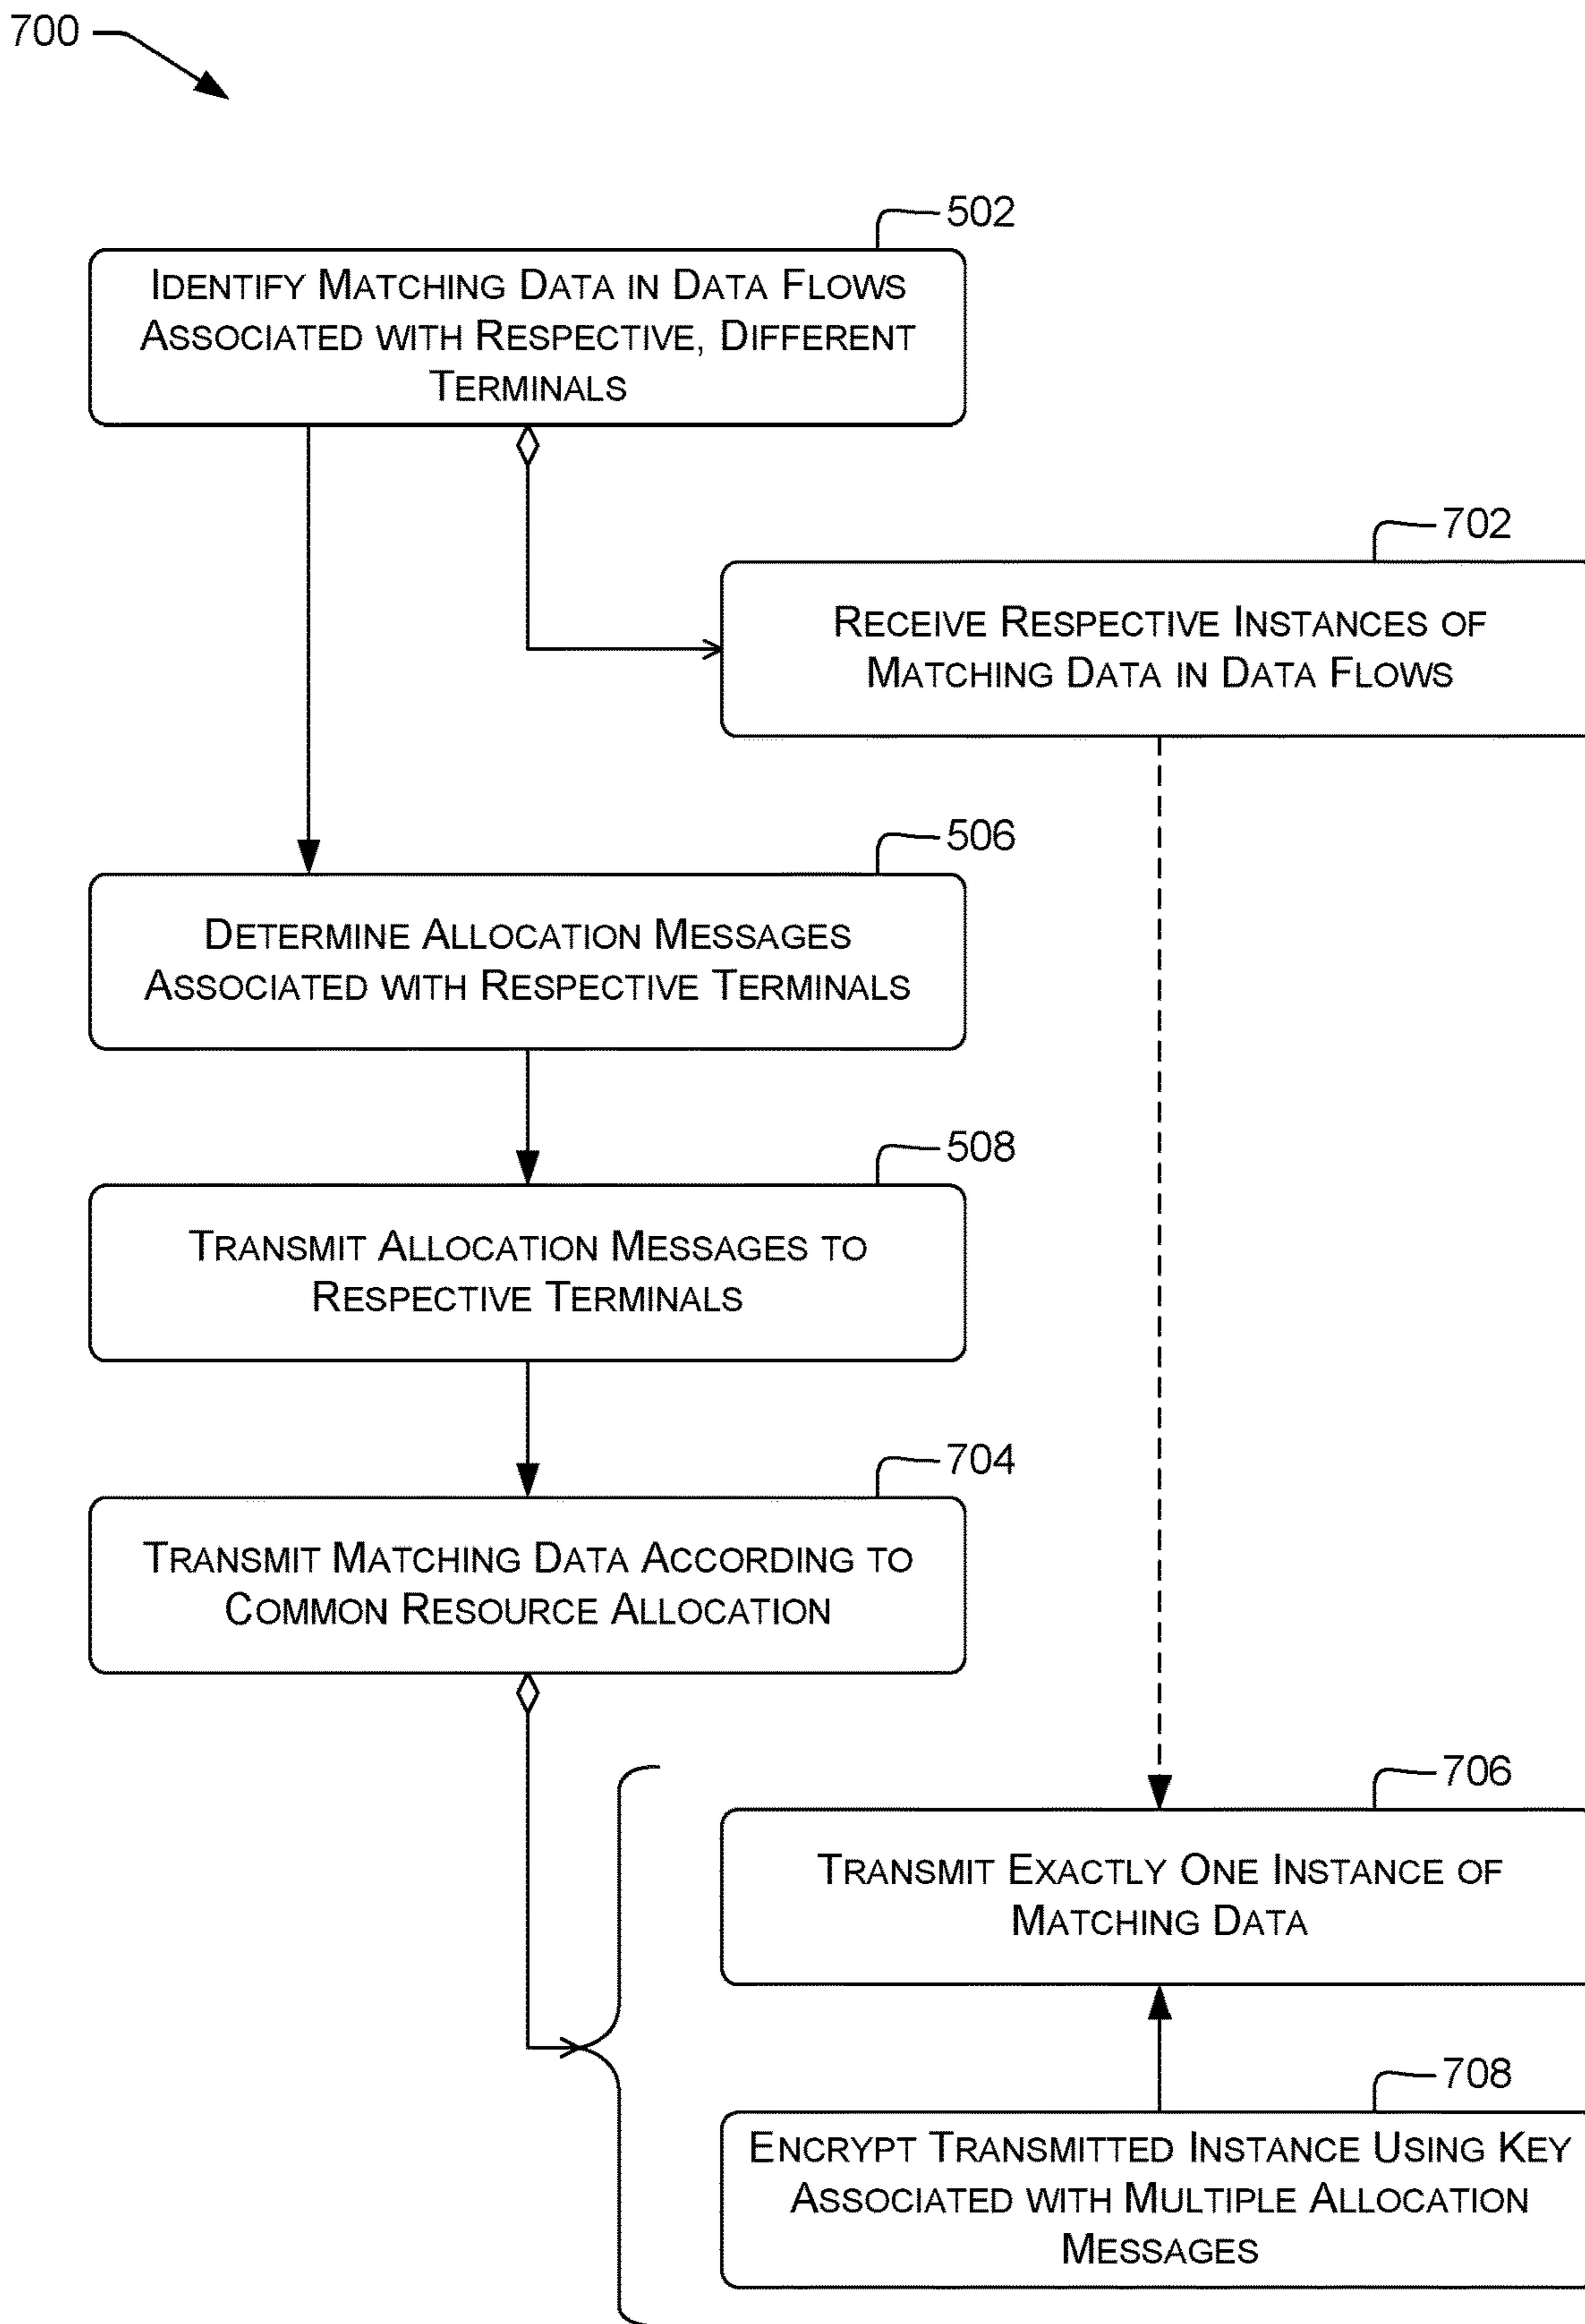 700
502
IDENTIFY MATCHING DATA IN DATA FLOWS
ASSOCIATED WITH RESPECTIVE, DIFFERENT
TERMINALS
702
RECEIVE RESPECTIVE INSTANCES OF
MATCHING DATA IN DATA FLOWS
506
DETERMINE ALLOCATION MESSAGES
ASSOCIATED WITH RESPECTIVE TERMINALS
508
TRANSMIT ALLOCATION MESSAGES TO
RESPECTIVE TERMINALS
704
TRANSMIT MATCHING DATA ACCORDING TO
COMMON RESOURCE ALLOCATION
706
TRANSMIT EXACTLY ONE INSTANCE OF
MATCHING DATA
708
ENCRYPT TRANSMITTED INSTANCE USING KEY
ASSOCIATED WITH MULTIPLE ALLOCATION
MESSAGES